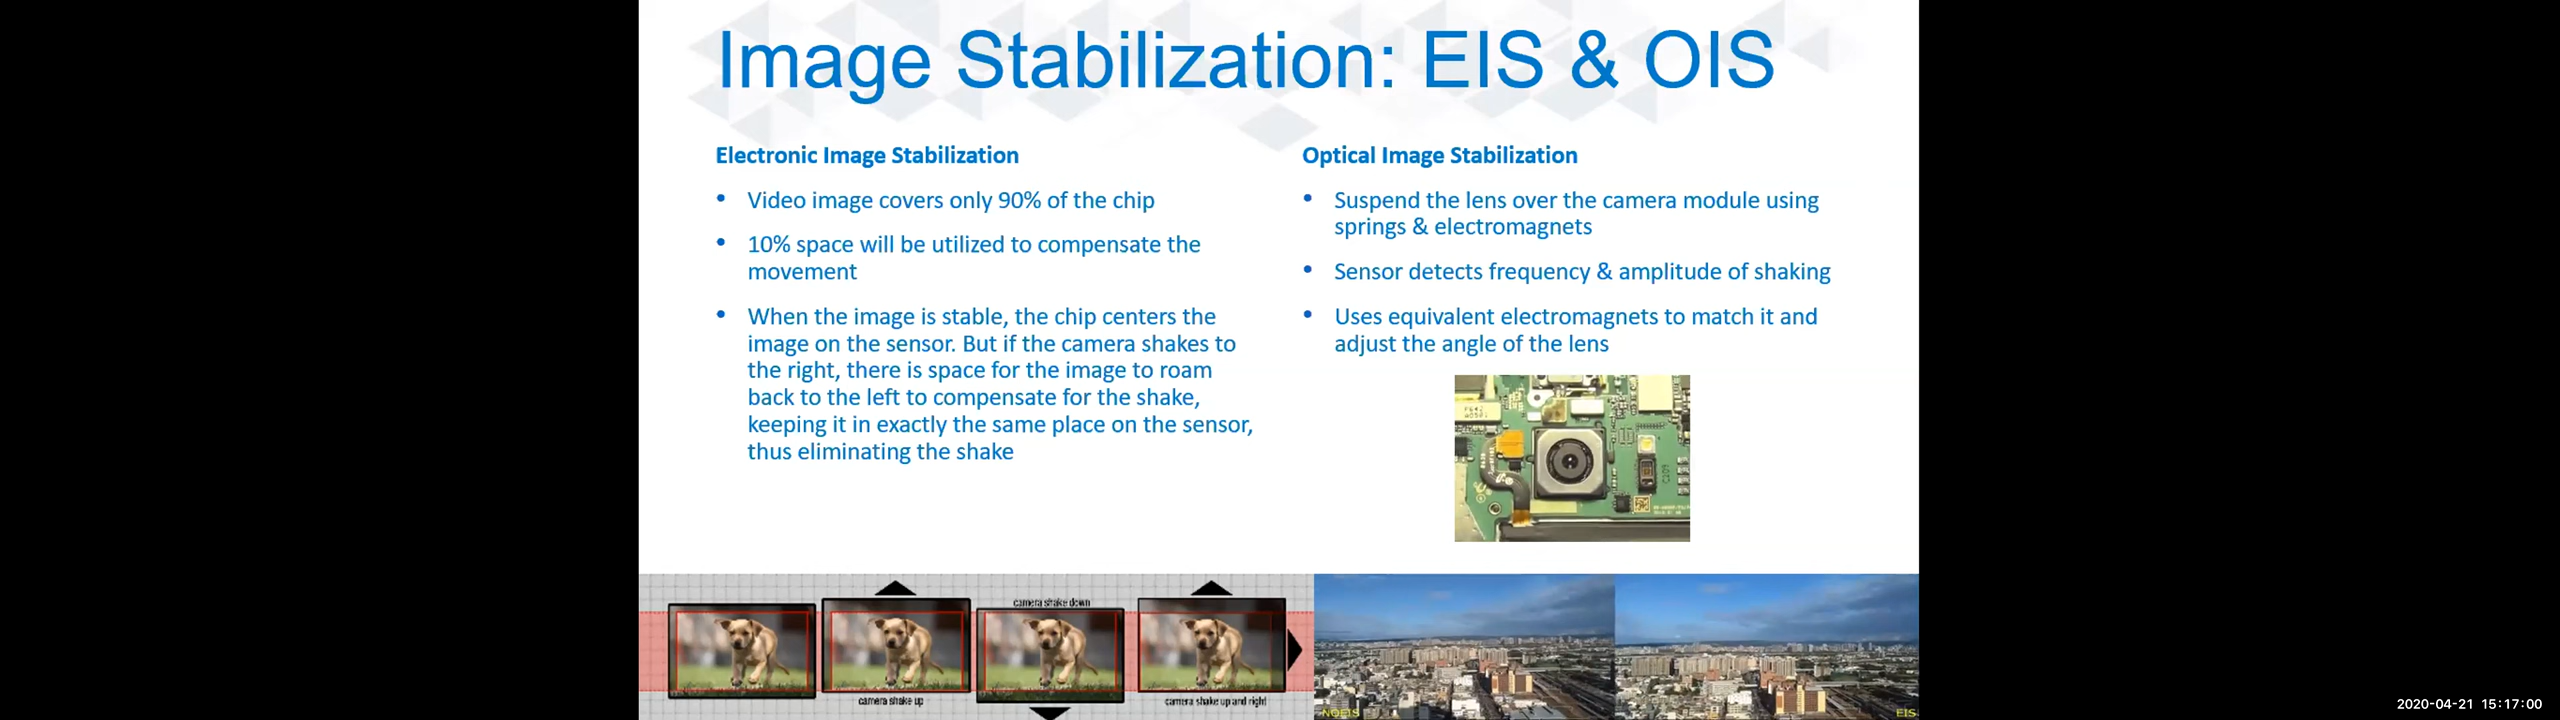 Image Stabilization: EIS & OIS
Electronic Image Stabilization
• Video image covers only 90% of the chip
• 10% space will be utilized to compensate the
movement
• When the image is stable, the chip centers the
image on the sensor. But if the camera shakes to
the right, there is space for the image to roam
back to the left to compensate for the shake,
keeping it in exactly the same place on the sensor,
thus eliminating the shake
Optical Image Stabilization
• Suspend the lens over the camera module using
springs & electromagnets
• Sensor detects frequency & amplitude of shaking
• Uses equivalent electromagnets to match it and
adjust the angle of the lens
camera shake up
camera shake down
camera shake up and right
NOEIS
EIS
2020-04-21 15:17:00